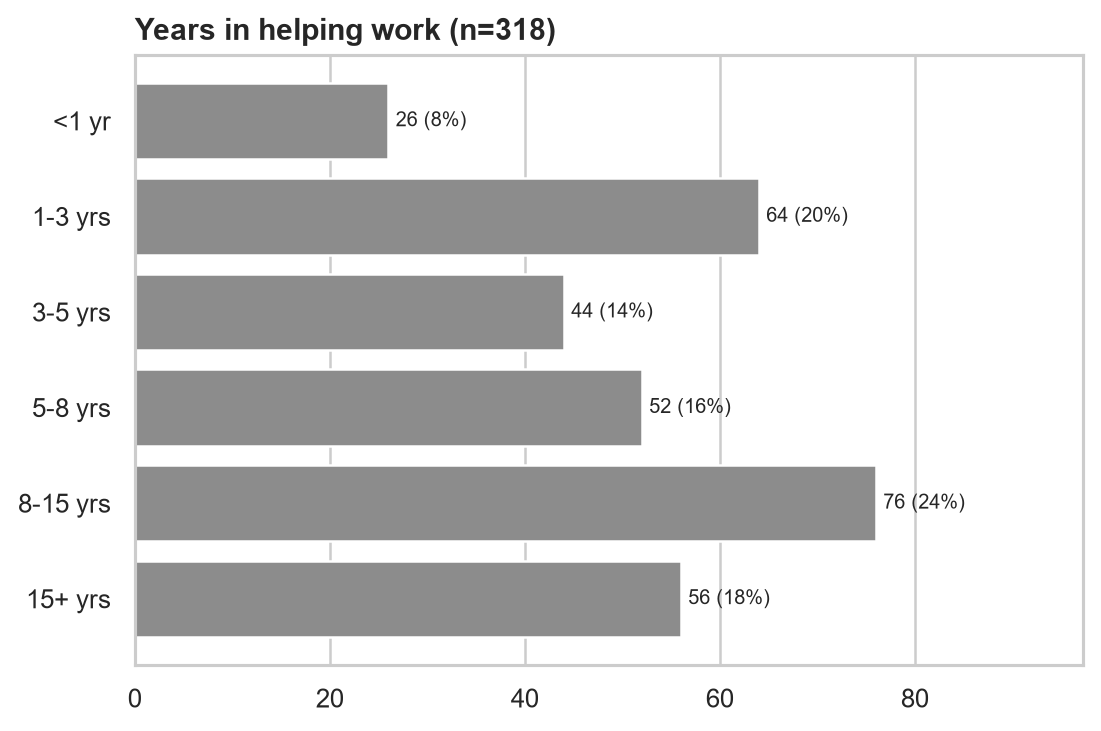 Years in helping work (n=318)
<1 yr
26 (8%)
1-3 yrs
64 (20%)
3-5 yrs
44 (14%)
5-8 yrs
52 (16%)
8-15 yrs
76 (24%)
15+ yrs
56 (18%)
0 20 40 60 80